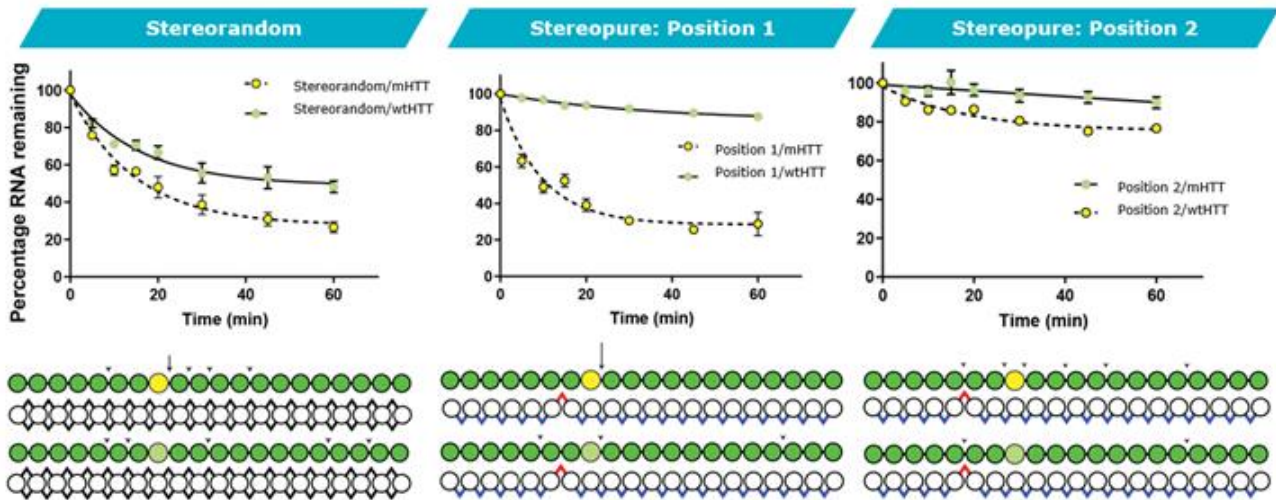 Stereorandom
Stereopure: Position 1
Stereopure: Position 2
Percentage RNA remaining
100
80
60
40
20
0
0
20
40
60
Time (min)
Stereorandom/mHTT
Stereorandom/wtHTT
100
80
60
40
20
0
0
20
40
60
Time (min)
Position 1/mHTT
Position 1/wtHTT
100
80
60
40
20
0
0
20
40
60
Time (min)
Position 2/mHTT
Position 2/wtHTT